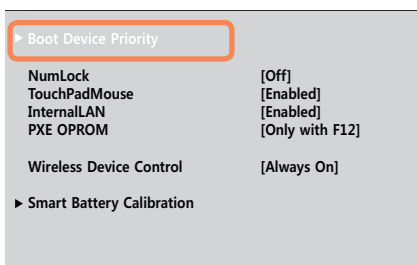 ▶ Boot Device Priority
NumLock [Off]
TouchPadMouse [Enabled]
InternalLAN [Enabled]
PXE OPROM [Only with F12]
Wireless Device Control [Always On]
▶ Smart Battery Calibration